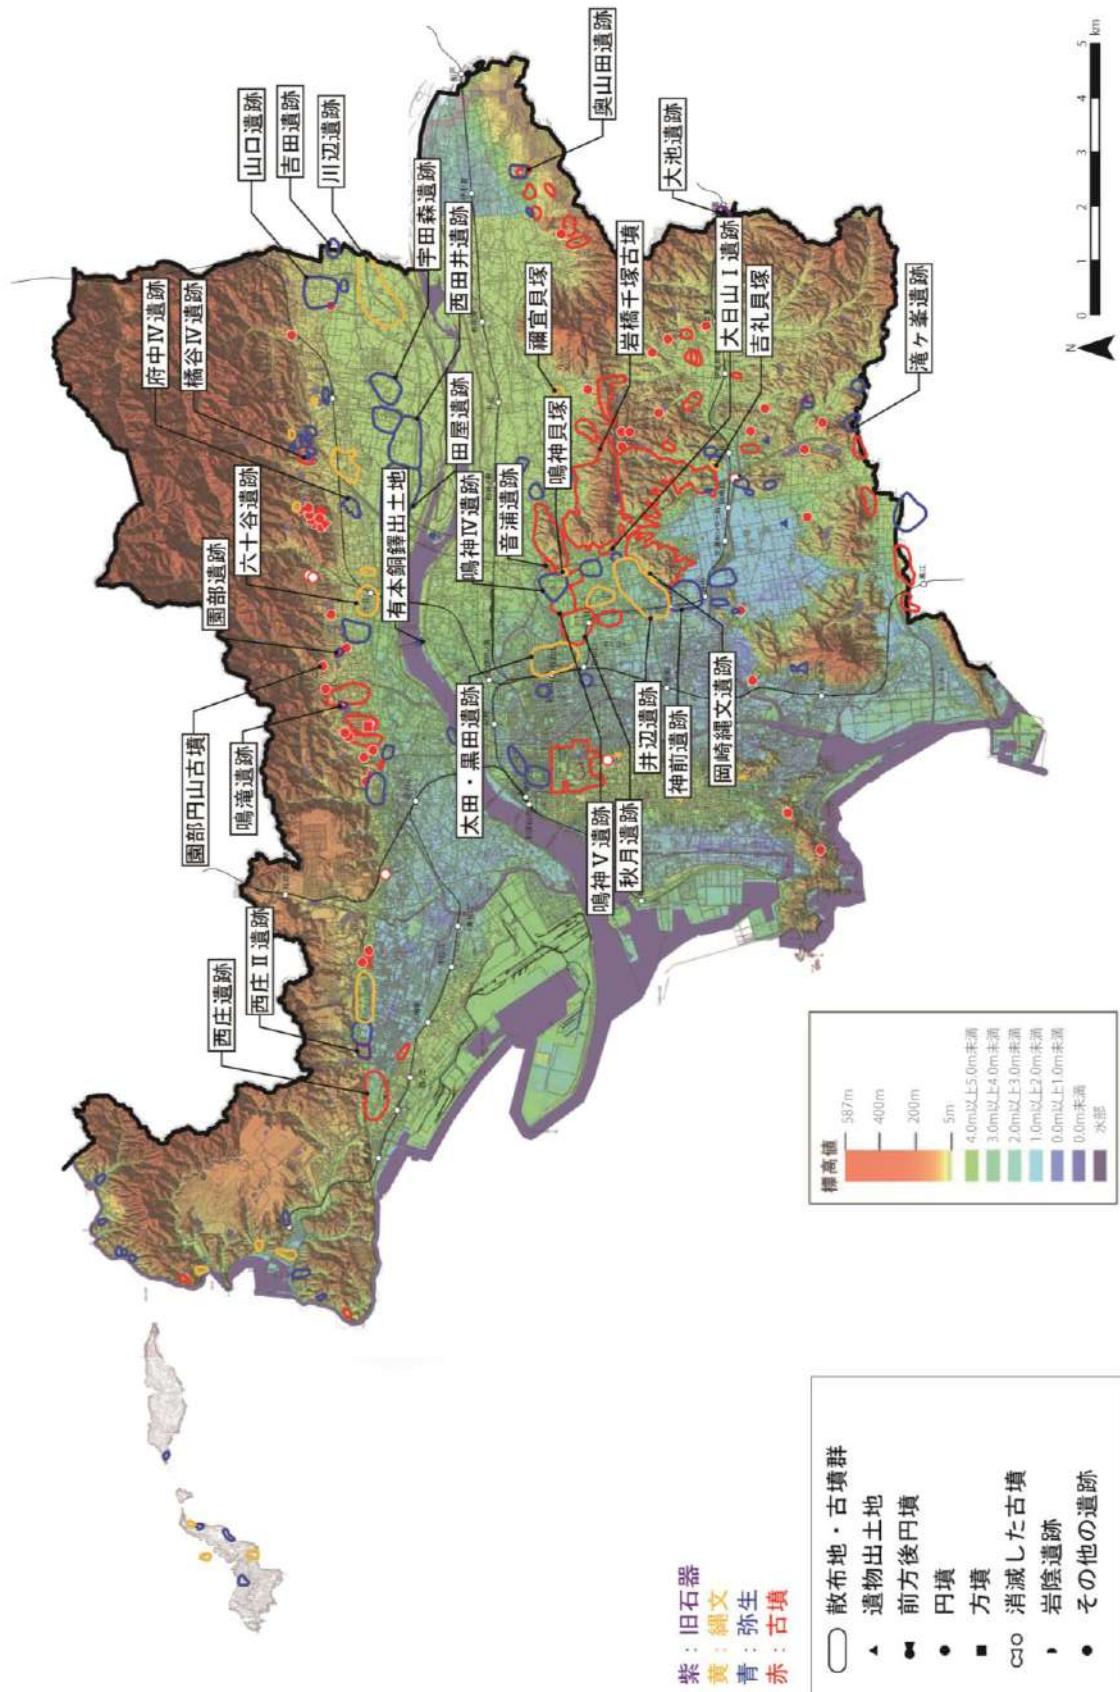 山口遺跡
吉田遺跡
川辺遺跡
府中Ⅳ遺跡
橘谷Ⅳ遺跡
宇田森遺跡
西田井遺跡
田屋遺跡
六十谷遺跡
園部遺跡
有本銅鐸出土地
園部円山古墳
鳴滝遺跡
西庄Ⅱ遺跡
西庄遺跡
奥山田遺跡
大池遺跡
禰宜貝塚
岩橋千塚古墳
大日山Ⅰ遺跡
吉礼貝塚
滝ヶ峯遺跡
鳴神貝塚
音浦遺跡
鳴神Ⅳ遺跡
太田・黒田遺跡
鳴神Ⅴ遺跡
秋月遺跡
井辺遺跡
神前遺跡
岡崎縄文遺跡
N
0 1 2 3 4 5
km
標高値
587m
400m
200m
5m
4.0m以上5.0m未満
3.0m以上4.0m未満
2.0m以上3.0m未満
1.0m以上2.0m未満
0.0m以上1.0m未満
0.0m未満
水部
紫：旧石器
黄：縄文
青：弥生
赤：古墳
散布地・古墳群
遺物出土地
前方後円墳
円墳
方墳
消滅した古墳
岩陰遺跡
その他の遺跡